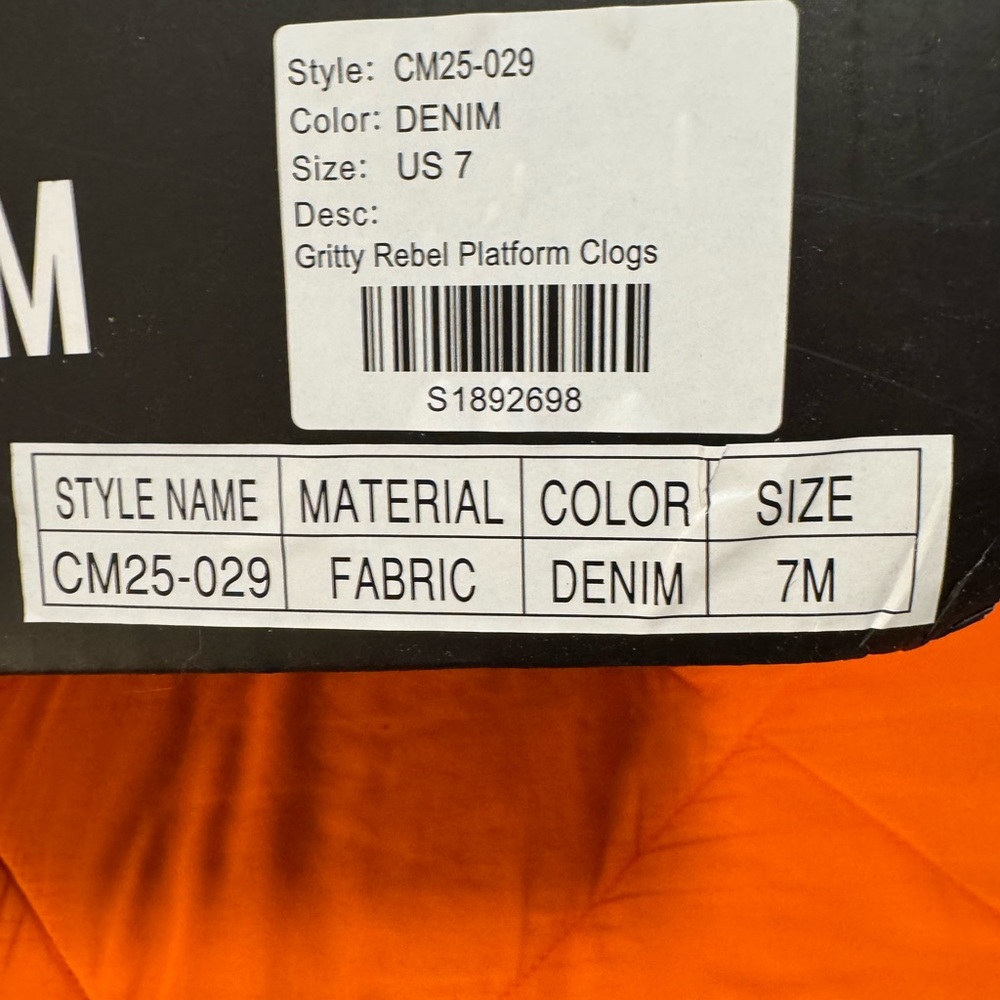 Style: CM25-029
Color: DENIM
Size: US 7
Desc:
Gritty Rebel Platform Clogs
S1892698
M
STYLE NAME MATERIAL COLOR SIZE
CM25-029 FABRIC DENIM 7M